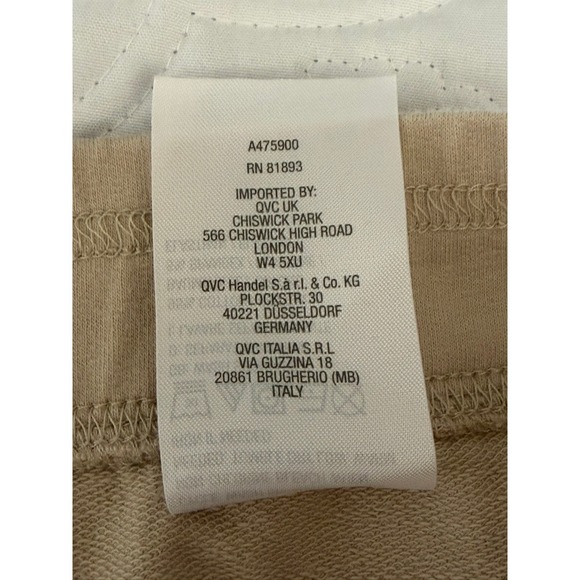 A475900
RN 81893
IMPORTED BY:
QVC UK
CHISWICK PARK
566 CHISWICK HIGH ROAD
LONDON
W4 5XU
QVC Handel S.à r.l. & Co. KG
PLOCKSTR. 30
40221 DÜSSELDORF
GERMANY
QVC ITALIA S.R.L
VIA GUZZINA 18
20861 BRUGHERIO (MB)
ITALY